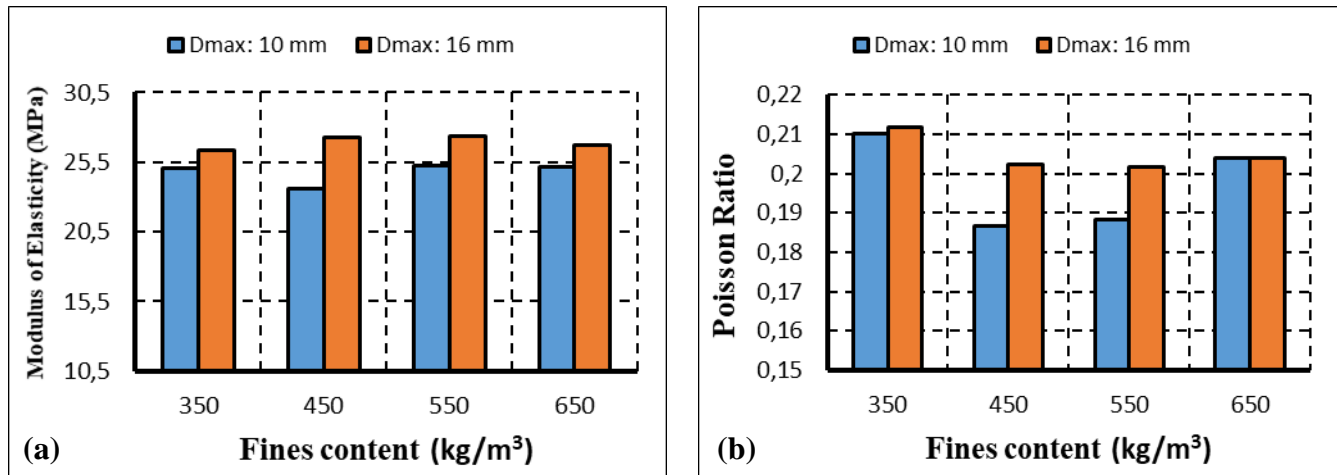 Dmax: 10 mm Dmax: 16 mm
Modulus of Elasticity (MPa)
30,5
25,5
20,5
15,5
10,5
350 450 550 650
(a) Fines content (kg/m³)
Dmax: 10 mm Dmax: 16 mm
Poisson Ratio
0,22
0,21
0,2
0,19
0,18
0,17
0,16
0,15
350 450 550 650
(b) Fines content (kg/m³)